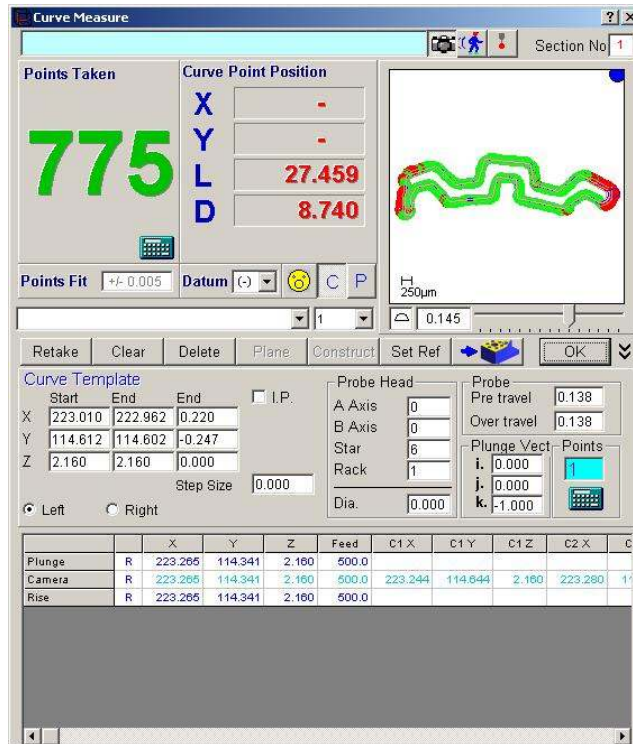 Curve Measure
Section No 1
Points Taken
775
Curve Point Position
X -
Y -
L 27.459
D 8.740
250µm
Points Fit +/- 0.005 Datum (-) C P
1 0.145
Retake Clear Delete Plane Construct Set Ref OK
Curve Template
Start End End I.P.
X 223.010 222.962 0.220
Y 114.612 114.602 -0.247
Z 2.160 2.160 0.000
Step Size 0.000
Left Right
Probe Head
A Axis 0
B Axis 0
Star 6
Rack 1
Dia. 0.000
Probe
Pre travel 0.138
Over travel 0.138
Plunge Vect
i. 0.000
j. 0.000
k. -1.000
Points
1
X Y Z Feed C1 X C1 Y C1 Z C2 X C
Plunge R 223.265 114.341 2.160 500.0
Camera R 223.265 114.341 2.160 500.0 223.244 114.644 2.160 223.280 11
Rise R 223.265 114.341 2.160 500.0